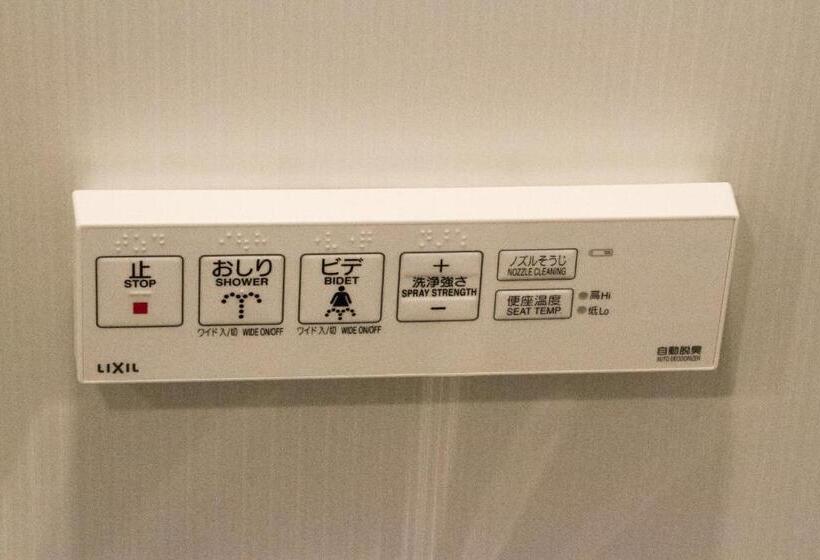 止
STOP
おしり
SHOWER
ワイド入/切 WIDE ON/OFF
ビデ
BIDET
ワイド入/切 WIDE ON/OFF
+
洗浄強さ
SPRAY STRENGTH
−
ノズルそうじ
NOZZLE CLEANING
便座温度
SEAT TEMP
高Hi
低Lo
LIXIL
自動脱臭
AUTO DEODORIZER